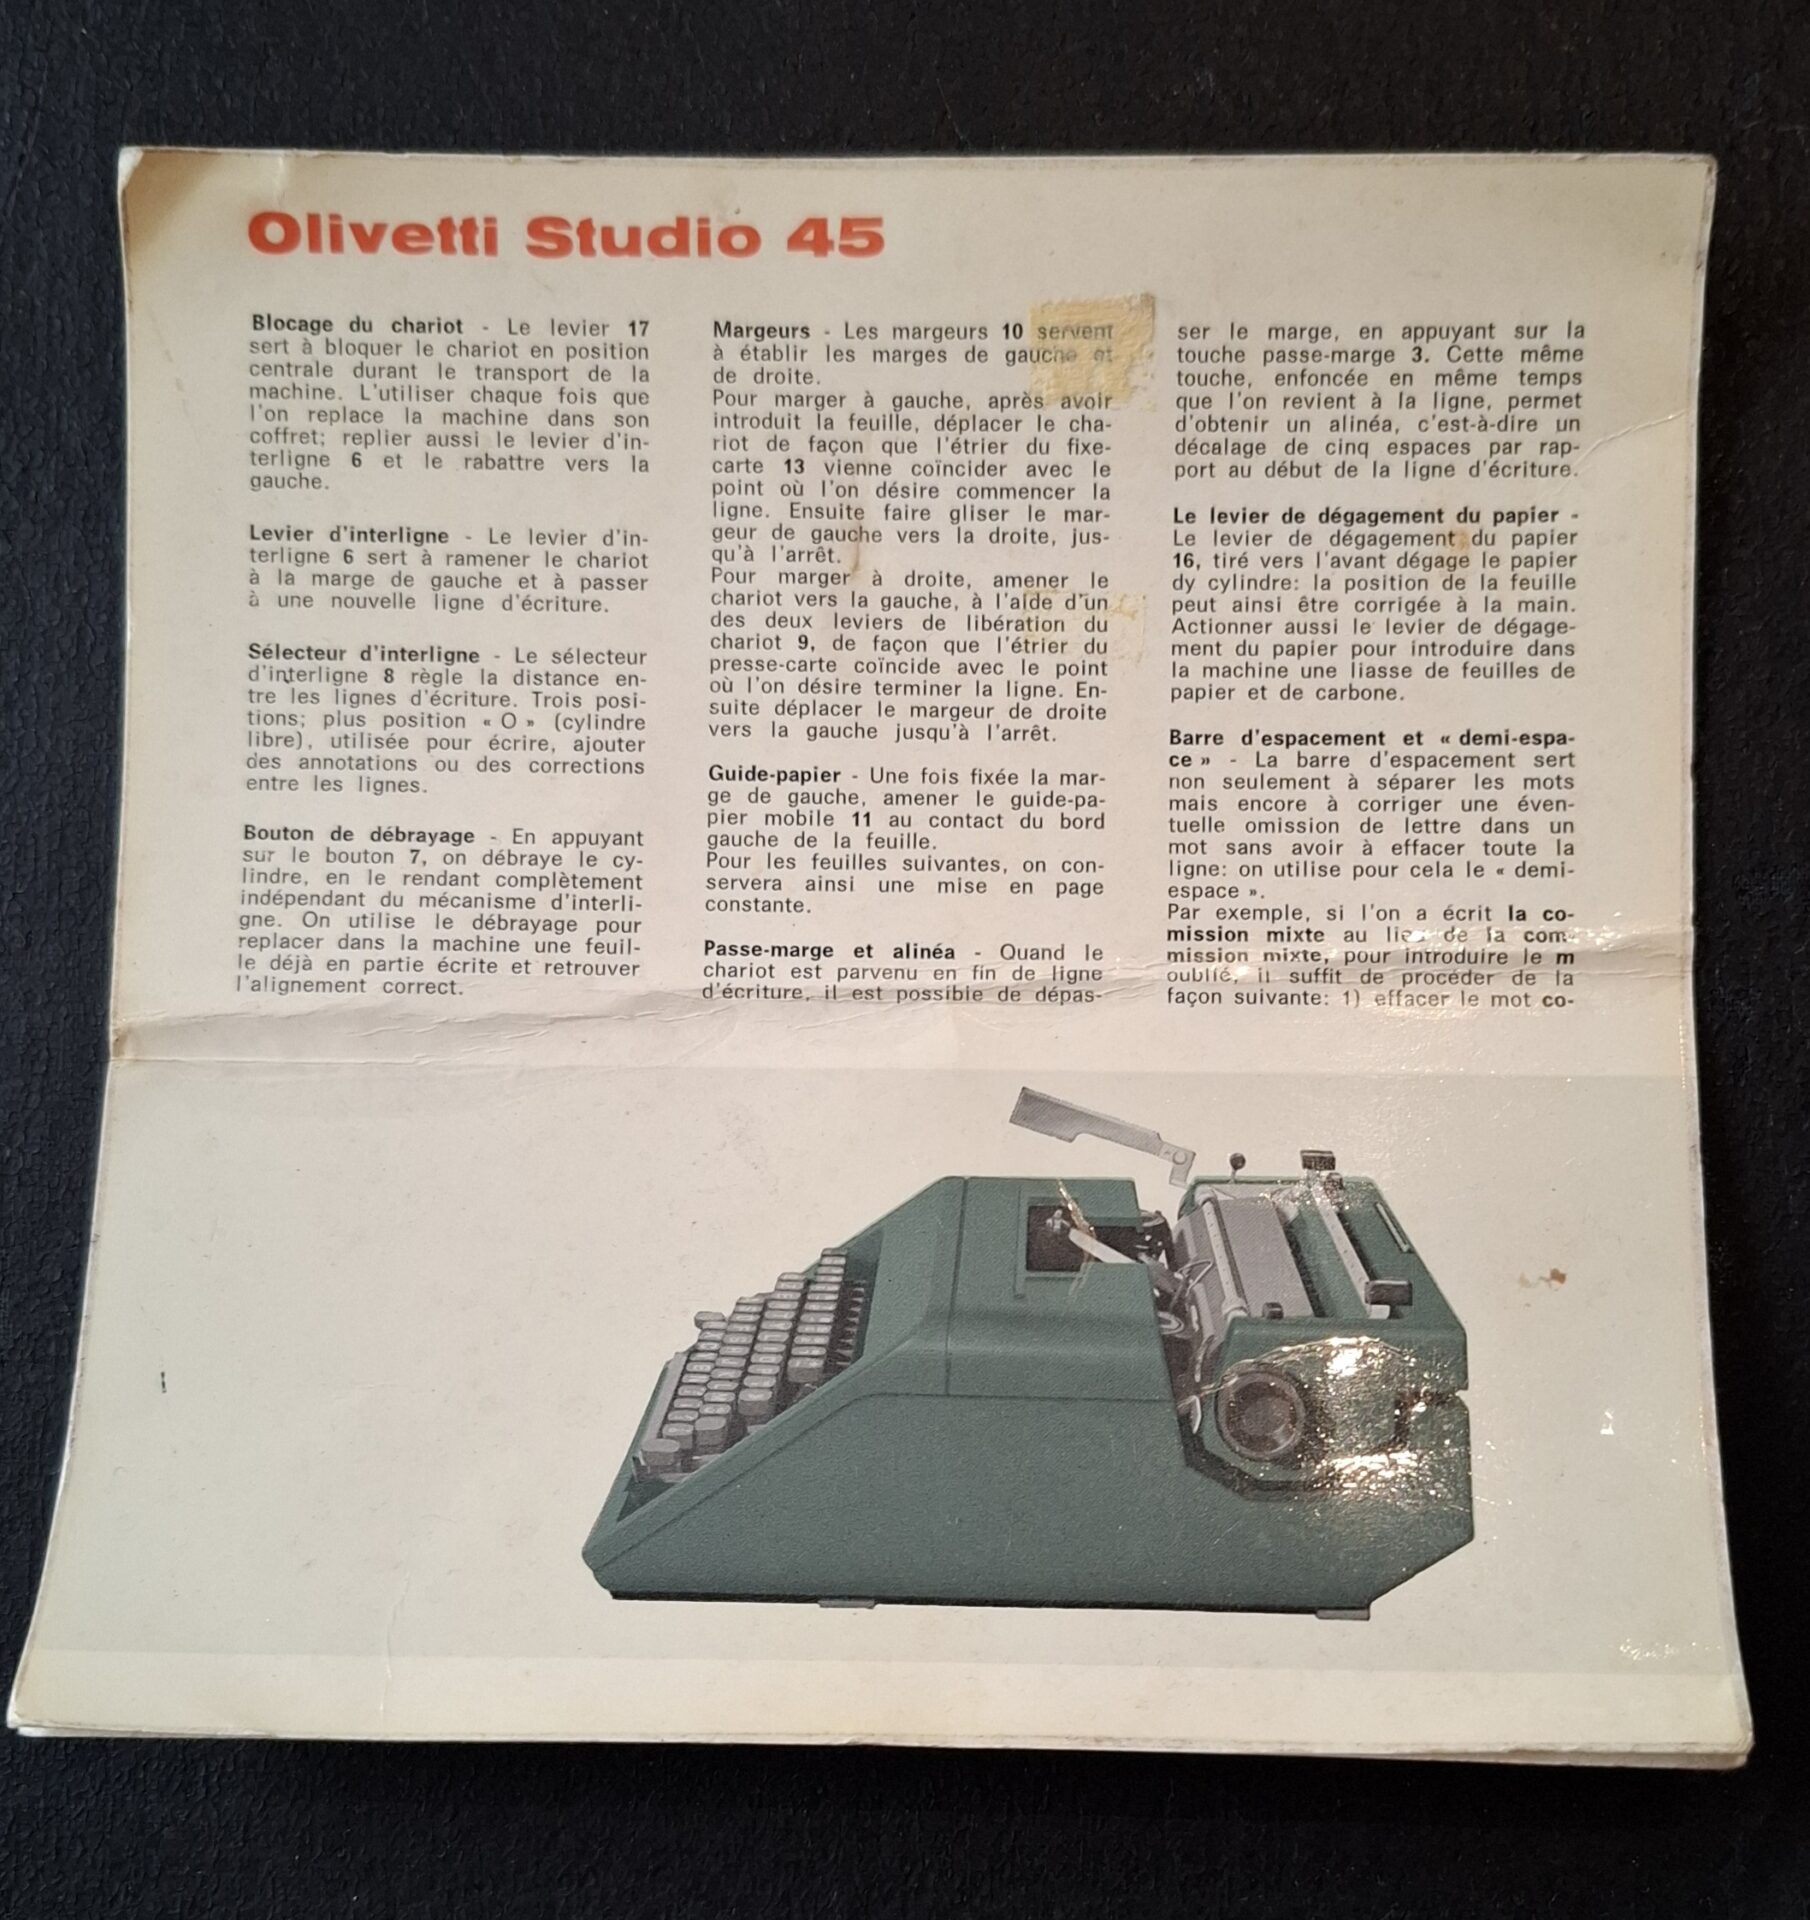 Olivetti Studio 45
Blocage du chariot - Le levier 17
sert à bloquer le chariot en position
centrale durant le transport de la
machine. L'utiliser chaque fois que
l'on replace la machine dans son
coffret; replier aussi le levier d'in-
terligne 6 et le rabattre vers la
gauche.
Levier d'interligne - Le levier d'in-
terligne 6 sert à ramener le chariot
à la marge de gauche et à passer
à une nouvelle ligne d'écriture.
Sélecteur d'interligne - Le sélecteur
d'interligne 8 règle la distance en-
tre les lignes d'écriture. Trois posi-
tions; plus position « O » (cylindre
libre), utilisée pour écrire, ajouter
des annotations ou des corrections
entre les lignes.
Bouton de débrayage - En appuyant
sur le bouton 7, on débraye le cy-
lindre, en le rendant complètement
indépendant du mécanisme d'interli-
gne. On utilise le débrayage pour
replacer dans la machine une feuil-
le déjà en partie écrite et retrouver
l'alignement correct.
Margeurs - Les margeurs 10 servent
à établir les marges de gauche et
de droite.
Pour marger à gauche, après avoir
introduit la feuille, déplacer le cha-
riot de façon que l'étrier du fixe-
carte 13 vienne coïncider avec le
point où l'on désire commencer la
ligne. Ensuite faire gliser le mar-
geur de gauche vers la droite, jus-
qu'à l'arrêt.
Pour marger à droite, amener le
chariot vers la gauche, à l'aide d'un
des deux leviers de libération du
chariot 9, de façon que l'étrier du
presse-carte coïncide avec le point
où l'on désire terminer la ligne. En-
suite déplacer le margeur de droite
vers la gauche jusqu'à l'arrêt.
Guide-papier - Une fois fixée la mar-
ge de gauche, amener le guide-pa-
pier mobile 11 au contact du bord
gauche de la feuille.
Pour les feuilles suivantes, on con-
servera ainsi une mise en page
constante.
Passe-marge et alinéa - Quand le
chariot est parvenu en fin de ligne
d'écriture, il est possible de dépas-
ser le marge, en appuyant sur la
touche passe-marge 3. Cette même
touche, enfoncée en même temps
que l'on revient à la ligne, permet
d'obtenir un alinéa, c'est-à-dire un
décalage de cinq espaces par rap-
port au début de la ligne d'écriture.
Le levier de dégagement du papier -
Le levier de dégagement du papier
16, tiré vers l'avant dégage le papier
dy cylindre: la position de la feuille
peut ainsi être corrigée à la main.
Actionner aussi le levier de dégage-
ment du papier pour introduire dans
la machine une liasse de feuilles de
papier et de carbone.
Barre d'espacement et « demi-espa-
ce » - La barre d'espacement sert
non seulement à séparer les mots
mais encore à corriger une éven-
tuelle omission de lettre dans un
mot sans avoir à effacer toute la
ligne: on utilise pour cela le « demi-
espace ».
Par exemple, si l'on a écrit la co-
mission mixte au lieu de la com-
mission mixte, pour introduire le m
oublié, il suffit de procéder de la
façon suivante: 1) effacer le mot co-